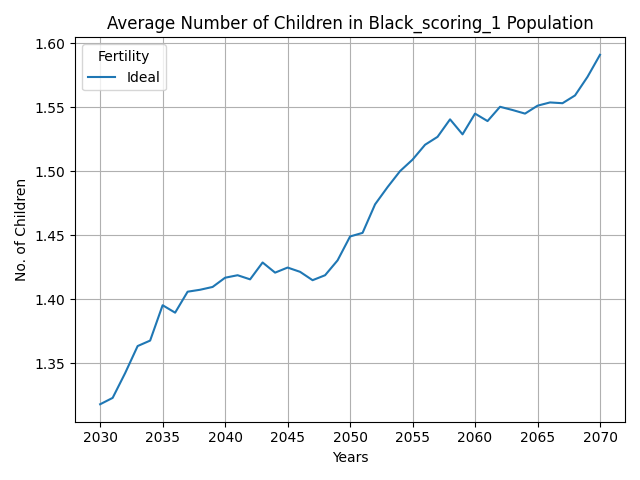 Average Number of Children in Black_scoring_1 Population
Fertility
Ideal
No. of Children
1.60
1.55
1.50
1.45
1.40
1.35
2030 2035 2040 2045 2050 2055 2060 2065 2070
Years